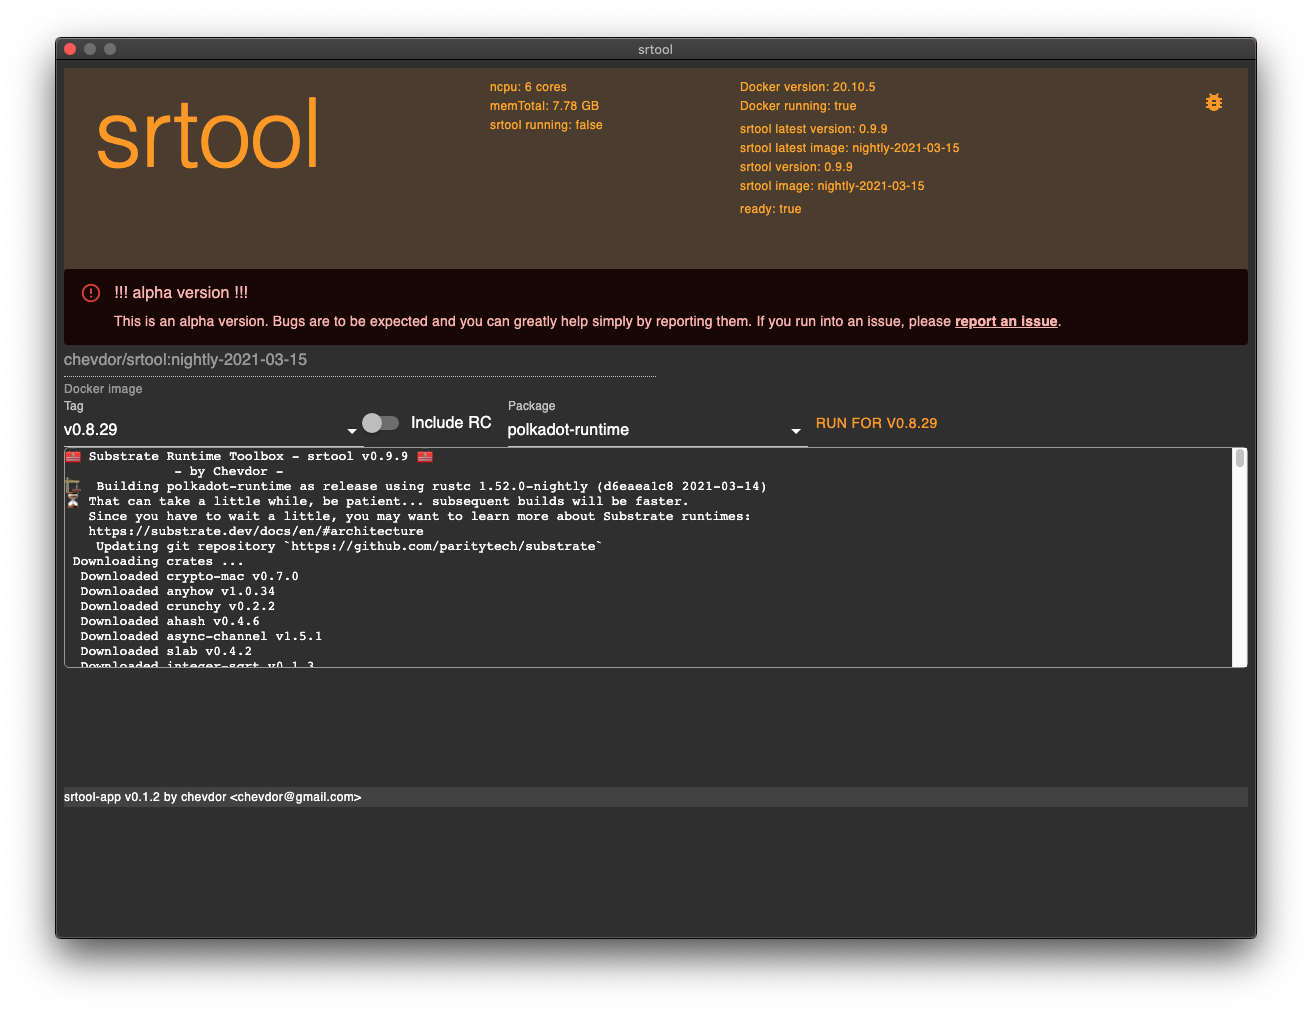 srtool
srtool
ncpu: 6 cores
memTotal: 7.78 GB
srtool running: false
Docker version: 20.10.5
Docker running: true
srtool latest version: 0.9.9
srtool latest image: nightly-2021-03-15
srtool version: 0.9.9
srtool image: nightly-2021-03-15
ready: true
!!! alpha version !!!
This is an alpha version. Bugs are to be expected and you can greatly help simply by reporting them. If you run into an issue, please report an issue.
chevdor/srtool:nightly-2021-03-15
Docker image
Tag
v0.8.29
Include RC
Package
polkadot-runtime
RUN FOR V0.8.29
Substrate Runtime Toolbox - srtool v0.9.9
- by Chevdor -
Building polkadot-runtime as release using rustc 1.52.0-nightly (d6eaea1c8 2021-03-14)
That can take a little while, be patient... subsequent builds will be faster.
Since you have to wait a little, you may want to learn more about Substrate runtimes:
https://substrate.dev/docs/en/#architecture
Updating git repository `https://github.com/paritytech/substrate`
Downloading crates ...
Downloaded crypto-mac v0.7.0
Downloaded anyhow v1.0.34
Downloaded crunchy v0.2.2
Downloaded ahash v0.4.6
Downloaded async-channel v1.5.1
Downloaded slab v0.4.2
Downloaded integer-sqrt v0.1.3
srtool-app v0.1.2 by chevdor <chevdor@gmail.com>